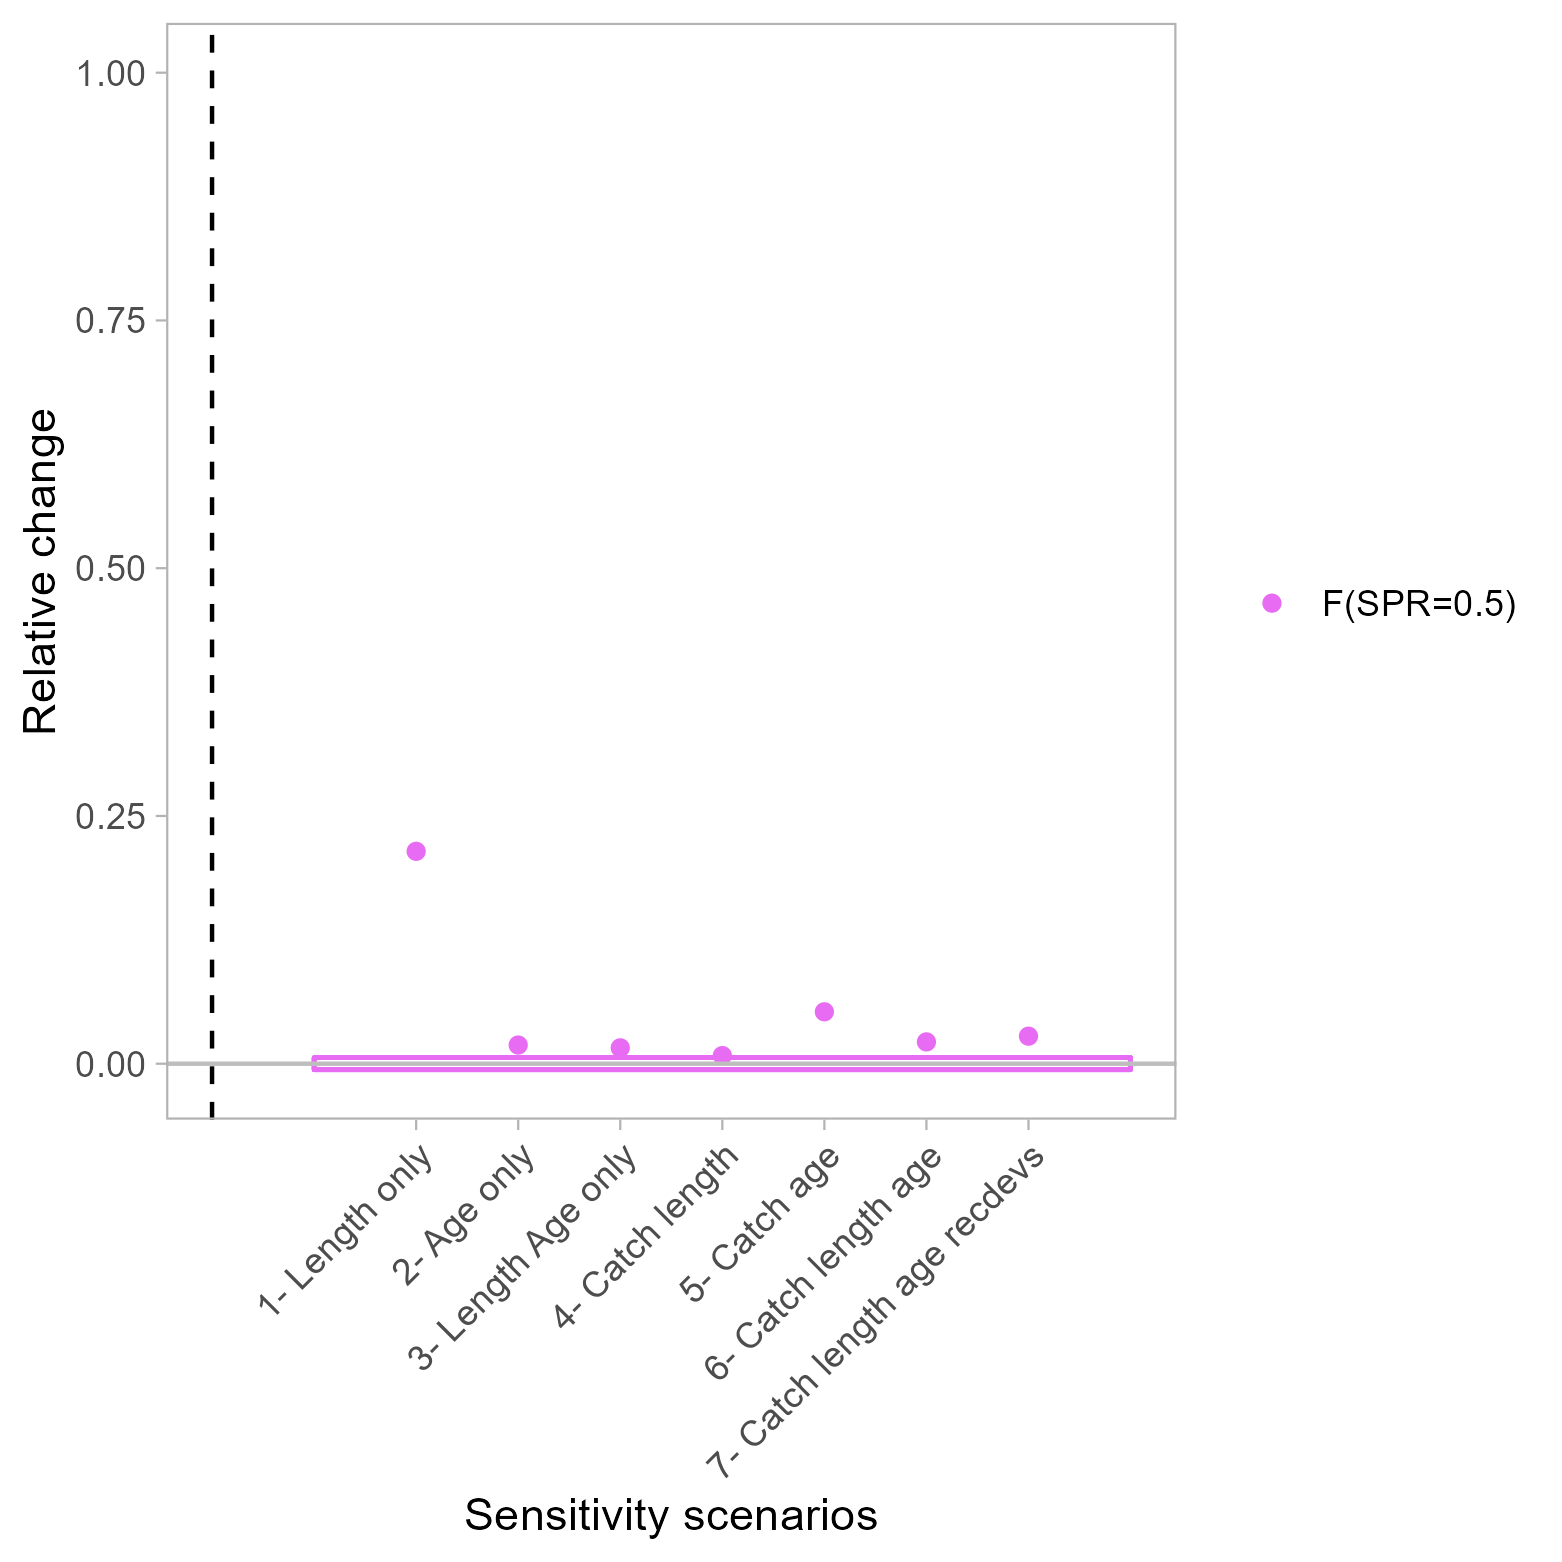 1.00
0.75
0.50
0.25
0.00
Relative change
1- Length only
2- Age only
3- Length Age only
4- Catch length
5- Catch age
6- Catch length age
7- Catch length age recdevs
Sensitivity scenarios
F(SPR=0.5)